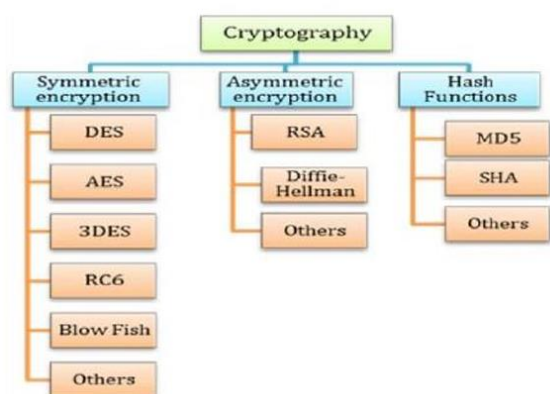 Cryptography
Symmetric
encryption
DES
AES
3DES
RC6
Blow Fish
Others
Asymmetric
encryption
RSA
Diffie-
Hellman
Others
Hash
Functions
MD5
SHA
Others